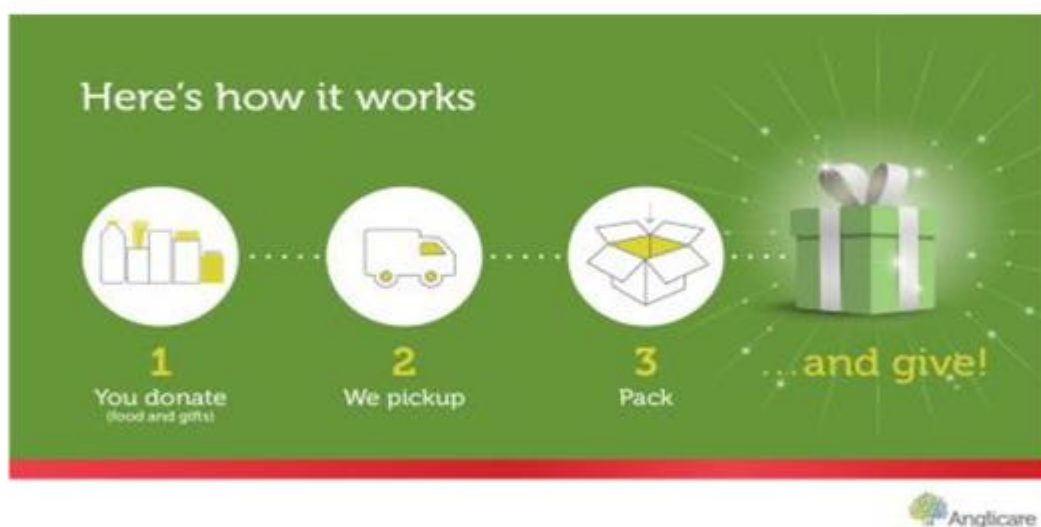 Here's how it works
1
You donate
(food and gifts)
2
We pickup
3
Pack
...and give!
Anglicare